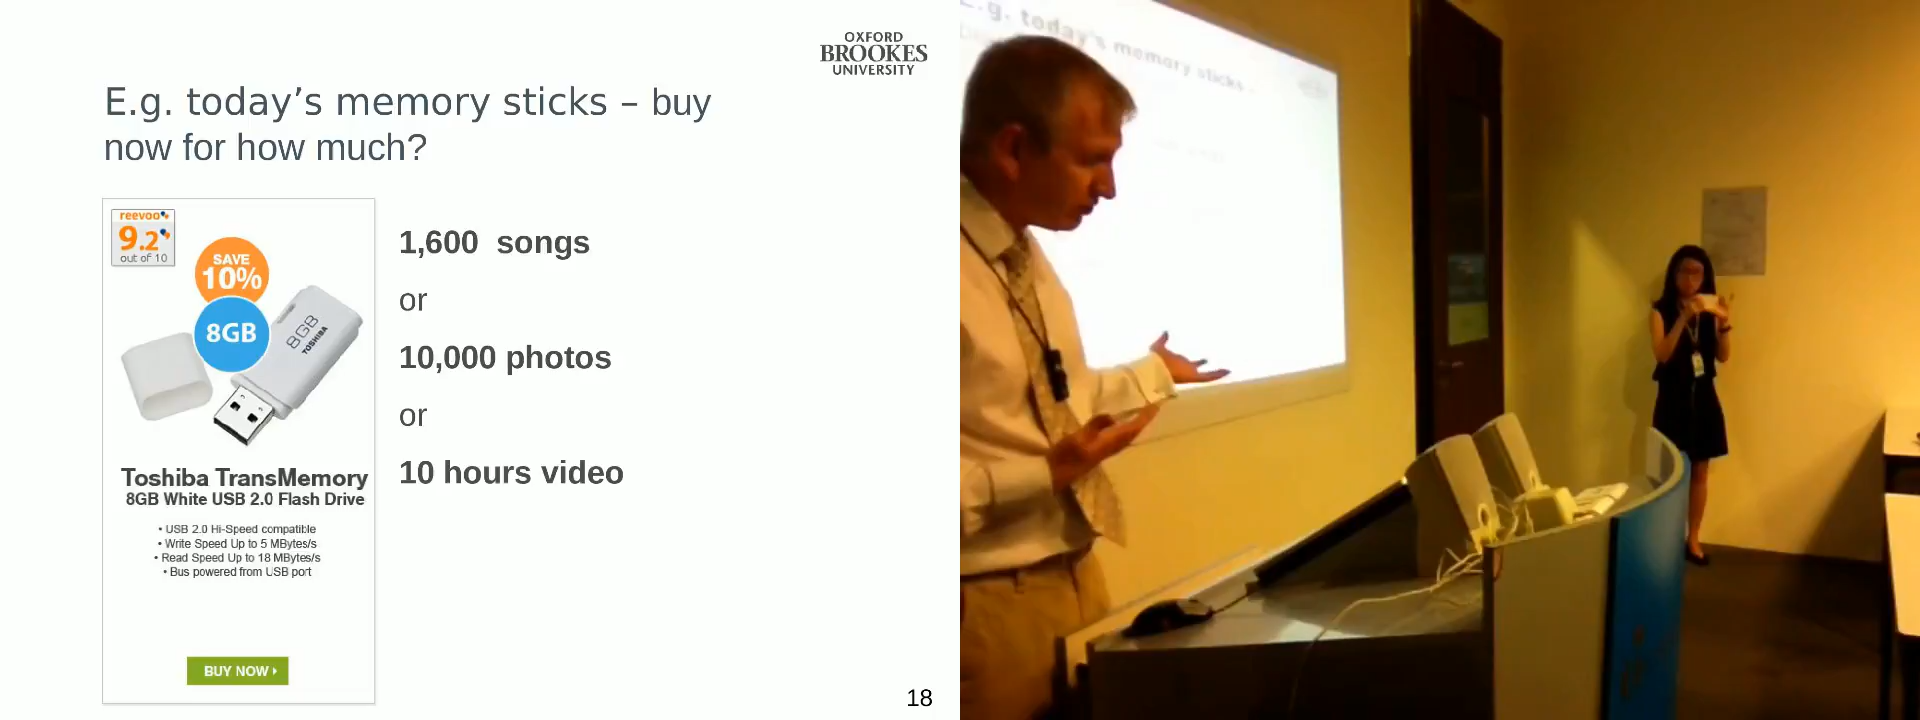 OXFORD
BROOKES
UNIVERSITY
E.g. today’s memory sticks – buy
now for how much?
reevoo
9.2
out of 10
SAVE
10%
8GB
8GB
TOSHIBA
Toshiba TransMemory
8GB White USB 2.0 Flash Drive
• USB 2.0 Hi-Speed compatible
• Write Speed Up to 5 MBytes/s
• Read Speed Up to 18 MBytes/s
• Bus powered from USB port
BUY NOW
1,600 songs
or
10,000 photos
or
10 hours video
18
E.g. today's memory sticks -